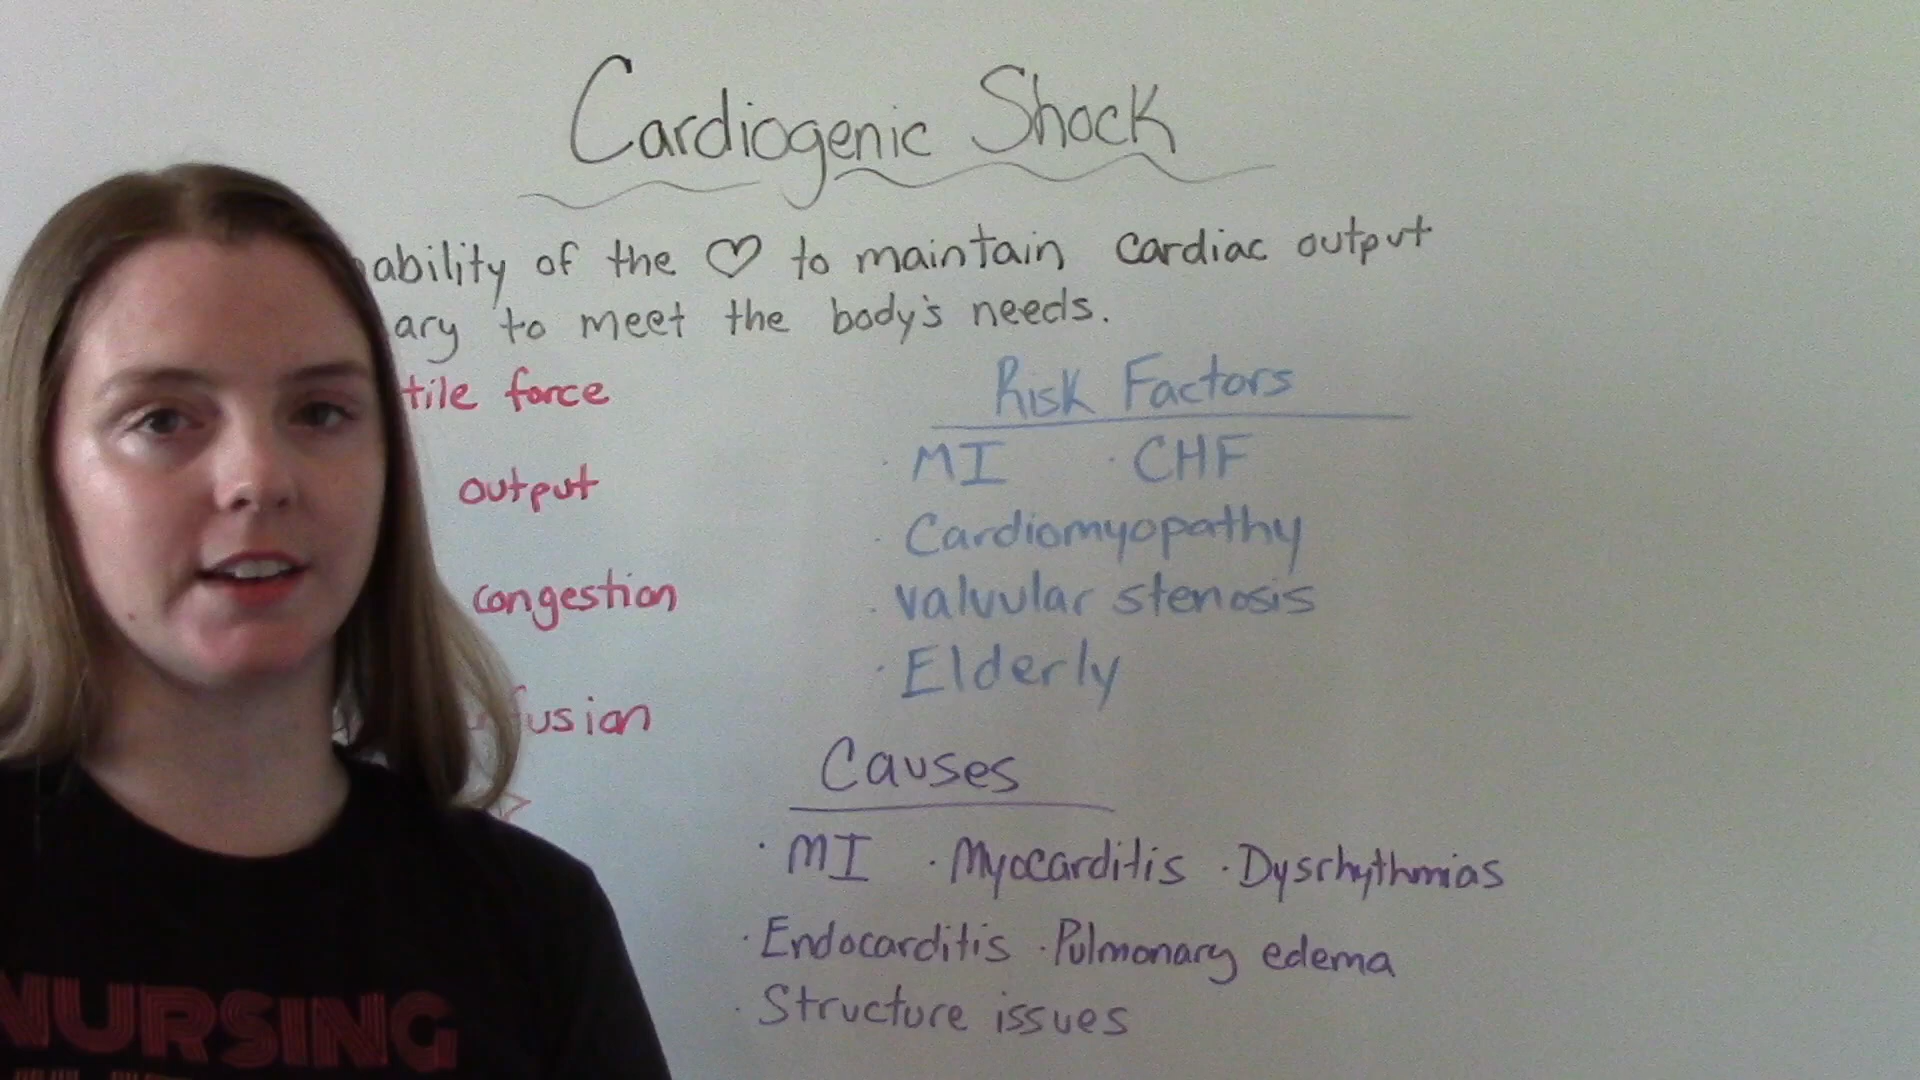 Cardiogenic Shock
ability of the ♡ to maintain cardiac output
ary to meet the body's needs.
tile force
output
congestion
fusion
Risk Factors
· MI · CHF
· Cardiomyopathy
· valvular stenosis
· Elderly
Causes
· MI · Myocarditis · Dysrhythmias
· Endocarditis · Pulmonary edema
· Structure issues
NURSING